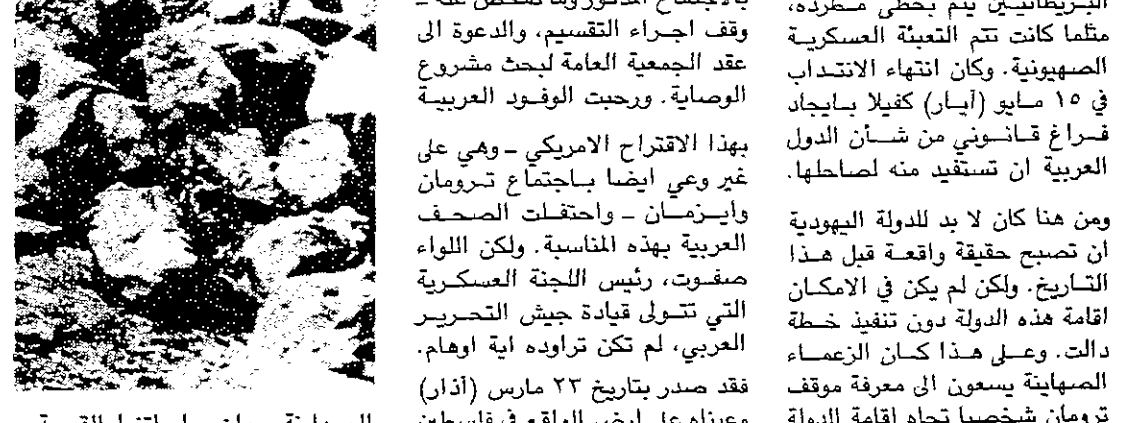 البريطانيين يتم بخطى مطردة،
مثلما كانت تتم التعبئة العسكرية
الصهيونية. وكان انتهاء الانتداب
في ١٥ مايو (أيار) كفيلا بايجاد
فراغ قانوني من شأن الدول
العربية ان تستفيد منه لصاحلها.
ومن هنا كان لا بد للدولة اليهودية
ان تصبح حقيقة واقعة قبل هذا
التاريخ. ولكن لم يكن في الامكان
اقامة هذه الدولة دون تنفيذ خطة
دالت. وعلى هذا كان الزعماء
الصهاينة يسعون الى معرفة موقف
ترومان شخصيا تجاه اقامة الدولة
وقف اجراء التقسيم، والدعوة الى
عقد الجمعية العامة لبحث مشروع
الوصاية. ورحبت الوفود العربية
بهذا الاقتراح الامريكي ـ وهي على
غير وعي ايضا باجتماع ترومان
وايزمان ـ واحتفلت الصحف
العربية بهذه المناسبة. ولكن اللواء
صفوت، رئيس اللجنة العسكرية
التي تتولى قيادة جيش التحرير
العربي، لم تكن تراوده اية اوهام.
فقد صدر بتاريخ ٢٣ مارس (آذار)